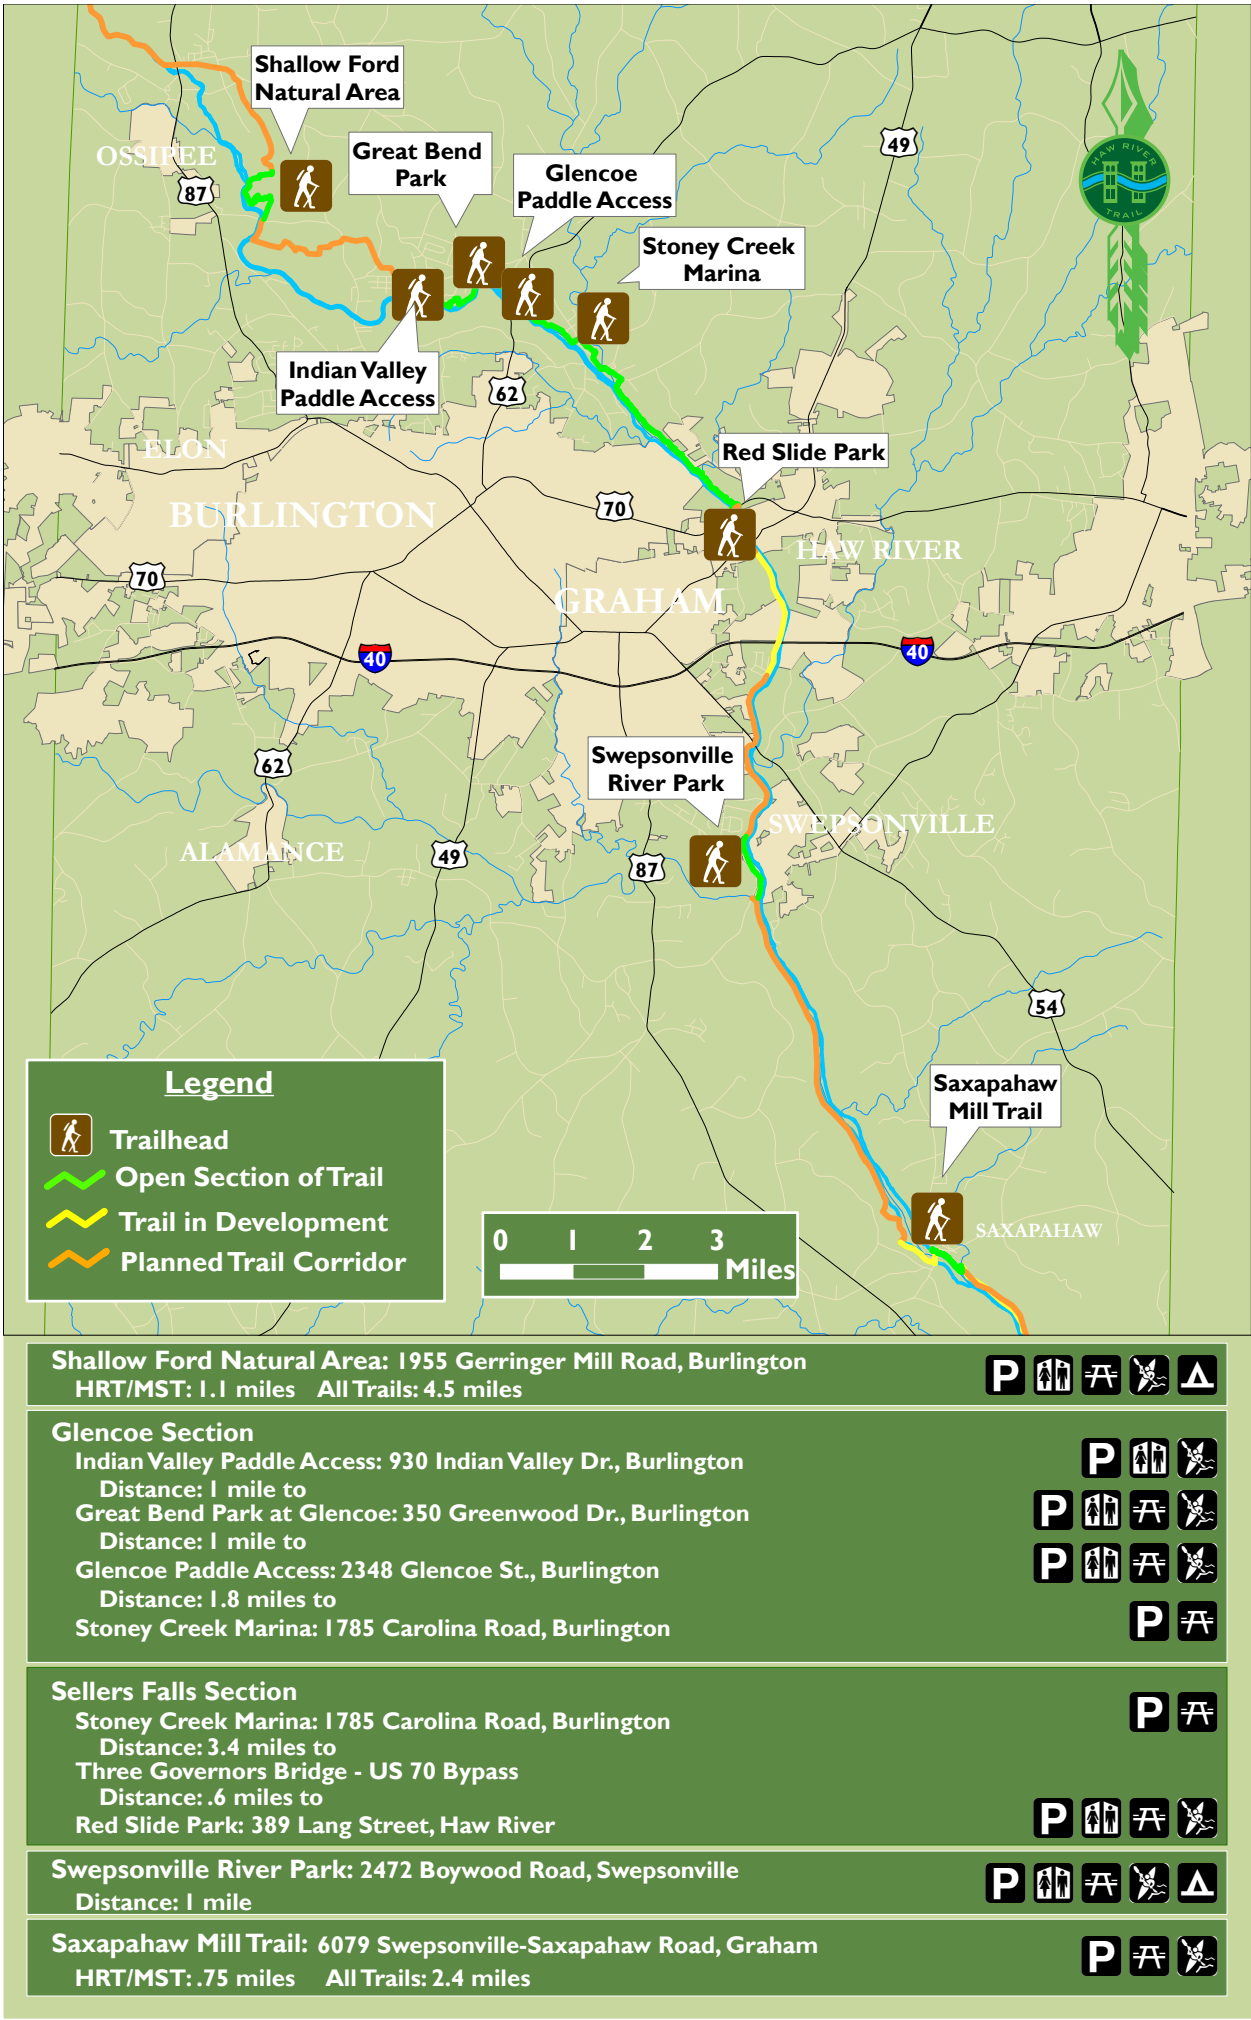 Shallow Ford
Natural Area
OSSIPEE
87
Great Bend
Park
Glencoe
Paddle Access
49
HAW RIVER
TRAIL
Stoney Creek
Marina
Indian Valley
Paddle Access
62
ELON
BURLINGTON
Red Slide Park
70
HAW RIVER
70
GRAHAM
40
40
62
Swepsonville
River Park
SWEPSONVILLE
ALAMANCE
49
87
54
Saxapahaw
Mill Trail
SAXAPAHAW
Legend
Trailhead
Open Section of Trail
Trail in Development
Planned Trail Corridor
0 1 2 3
Miles
Shallow Ford Natural Area: 1955 Gerringer Mill Road, Burlington
HRT/MST: 1.1 miles All Trails: 4.5 miles
P
Glencoe Section
Indian Valley Paddle Access: 930 Indian Valley Dr., Burlington
P
Distance: 1 mile to
Great Bend Park at Glencoe: 350 Greenwood Dr., Burlington
P
Distance: 1 mile to
Glencoe Paddle Access: 2348 Glencoe St., Burlington
P
Distance: 1.8 miles to
Stoney Creek Marina: 1785 Carolina Road, Burlington
P
Sellers Falls Section
Stoney Creek Marina: 1785 Carolina Road, Burlington
P
Distance: 3.4 miles to
Three Governors Bridge - US 70 Bypass
Distance: .6 miles to
Red Slide Park: 389 Lang Street, Haw River
P
Swepsonville River Park: 2472 Boywood Road, Swepsonville
Distance: 1 mile
P
Saxapahaw Mill Trail: 6079 Swepsonville-Saxapahaw Road, Graham
HRT/MST: .75 miles All Trails: 2.4 miles
P